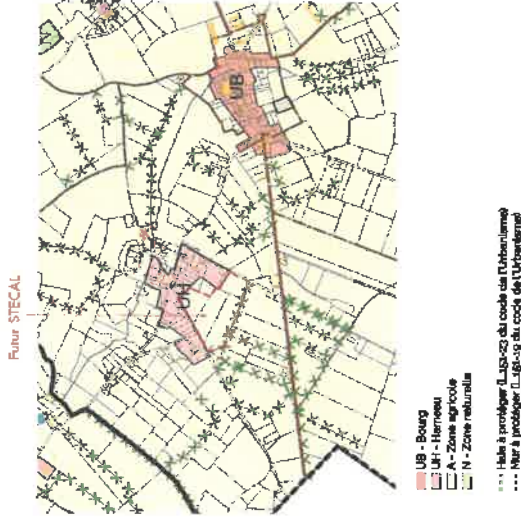 Futur STECAL
UB
UH
UB - Bourg
UH - Hameau
A - Zone agricole
N - Zone naturelle
Haie à protéger (L.151-23 du code de l'Urbanisme)
Mur à protéger (L.151-19 du code de l'Urbanisme)